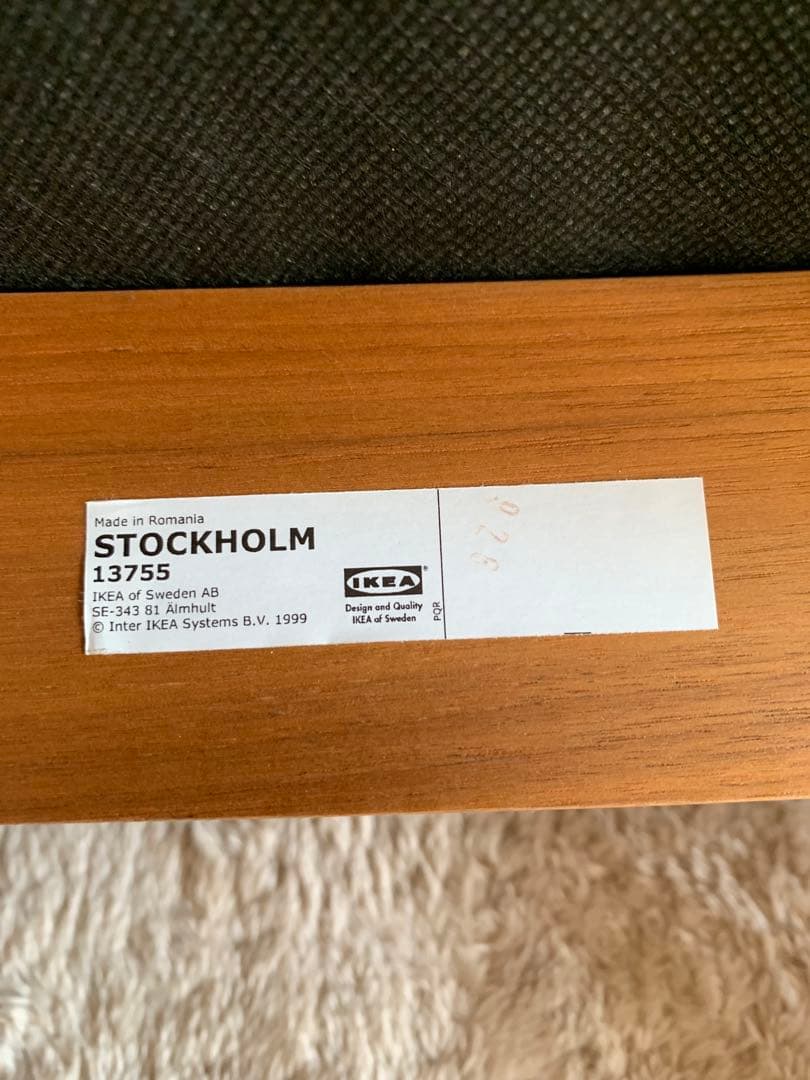 Made in Romania
STOCKHOLM
13755
IKEA of Sweden AB
SE-343 81 Älmhult
© Inter IKEA Systems B.V. 1999
IKEA®
Design and Quality
IKEA of Sweden
PQR